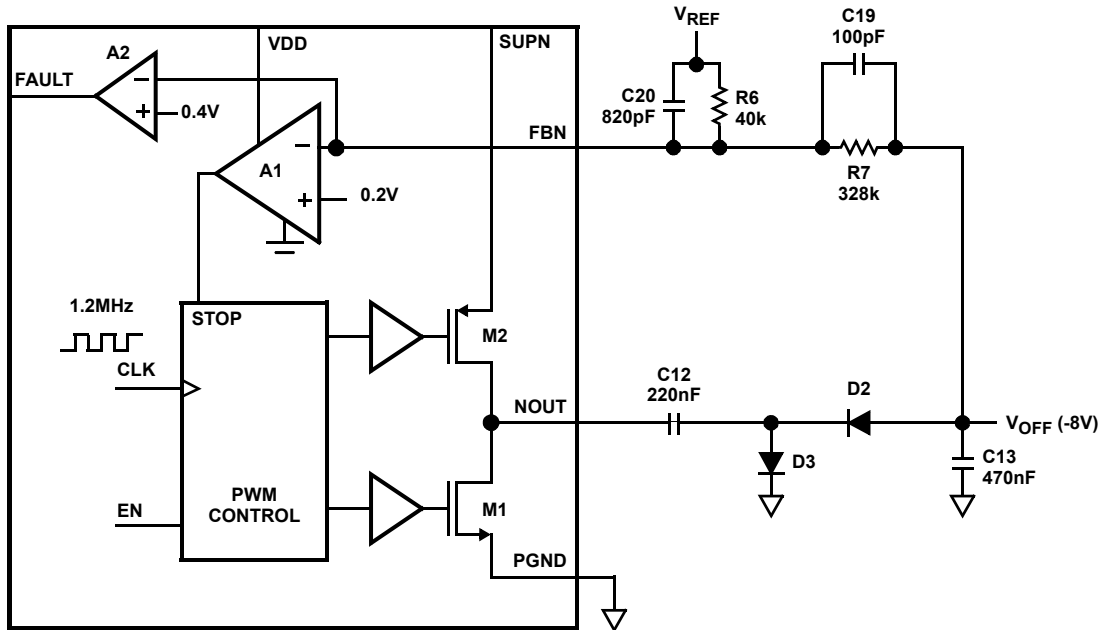 VDD
SUPN
A2
FAULT
−
+
0.4V
VREF
C20
820pF
R6
40k
C19
100pF
FBN
R7
328k
−
A1
+
0.2V
1.2MHz
STOP
CLK
M2
NOUT
C12
220nF
D2
VOFF (-8V)
D3
C13
470nF
EN
PWM
CONTROL
M1
PGND